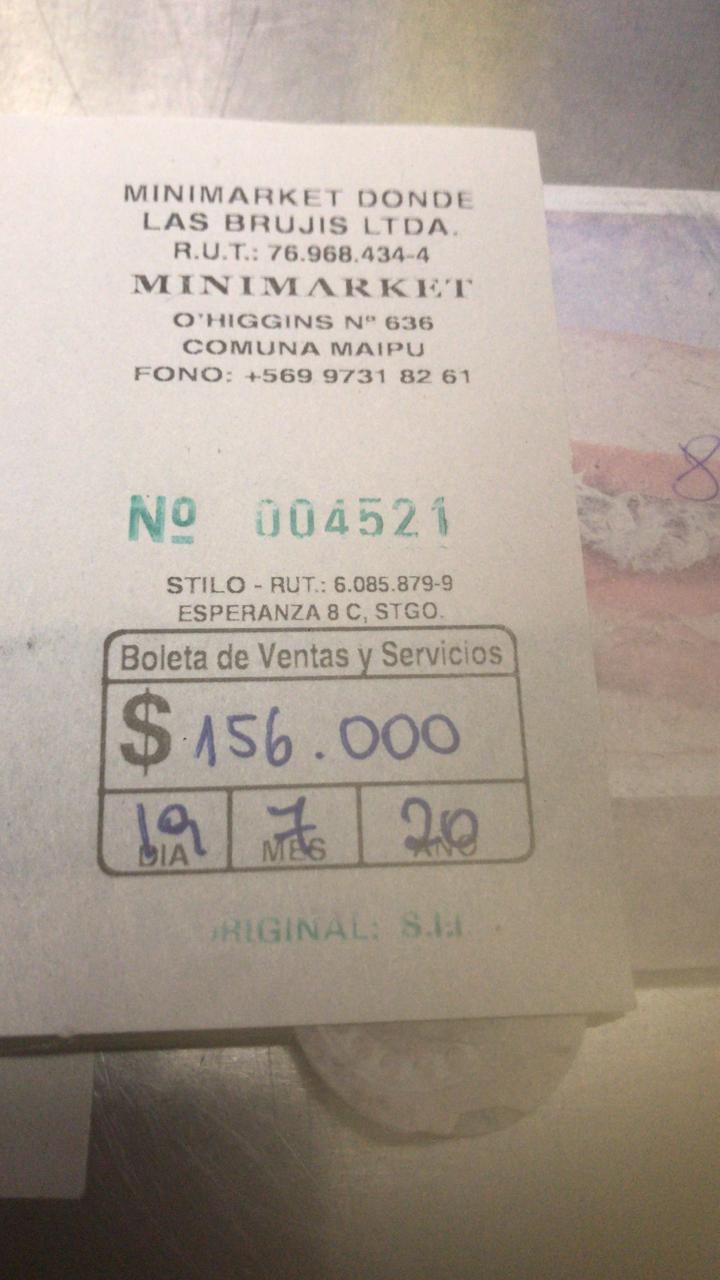 MINIMARKET DONDE
LAS BRUJIS LTDA.
R.U.T.: 76.968.434-4
MINIMARKET
O'HIGGINS Nº 636
COMUNA MAIPU
FONO: +569 9731 82 61
Nº 004521
STILO - RUT.: 6.085.879-9
ESPERANZA 8 C, STGO.
Boleta de Ventas y Servicios
$ 156.000
19 7 20
DIA MES AÑO
ORIGINAL: S.I.I.
8